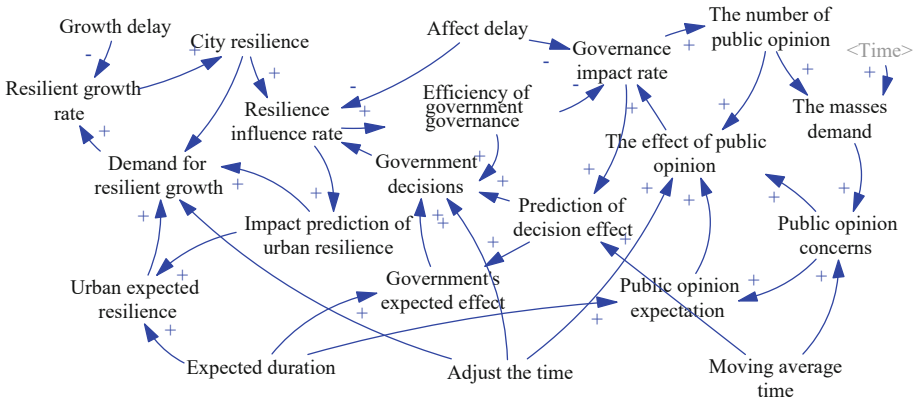 Growth delay
City resilience
Affect delay
The number of
public opinion
<Time>
Governance
impact rate
Resilient growth
rate
Resilience
influence rate
Efficiency of
government
governance
The masses
demand
Demand for
resilient growth
Government
decisions
The effect of public
opinion
Impact prediction of
urban resilience
Prediction of
decision effect
Public opinion
concerns
Urban expected
resilience
Government's
expected effect
Public opinion
expectation
Expected duration
Adjust the time
Moving average
time